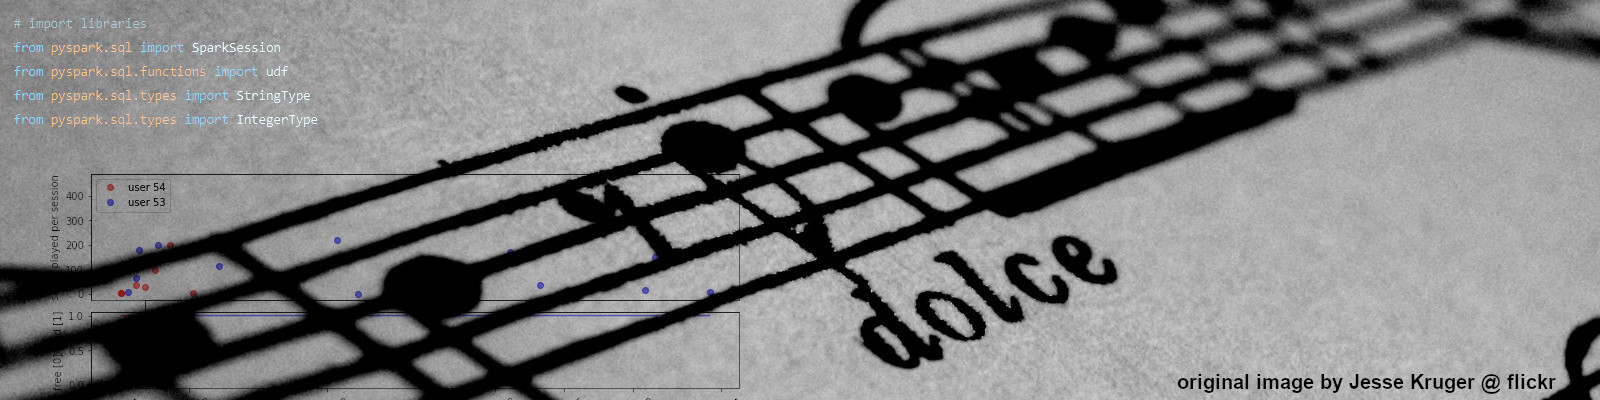 # import libraries
from pyspark.sql import SparkSession
from pyspark.sql.functions import udf
from pyspark.sql.types import StringType
from pyspark.sql.types import IntegerType
played per session
user 54
user 53
400
300
200
100
0
free [0] [1]
1.0
0.5
0.0
dolce
original image by Jesse Kruger @ flickr